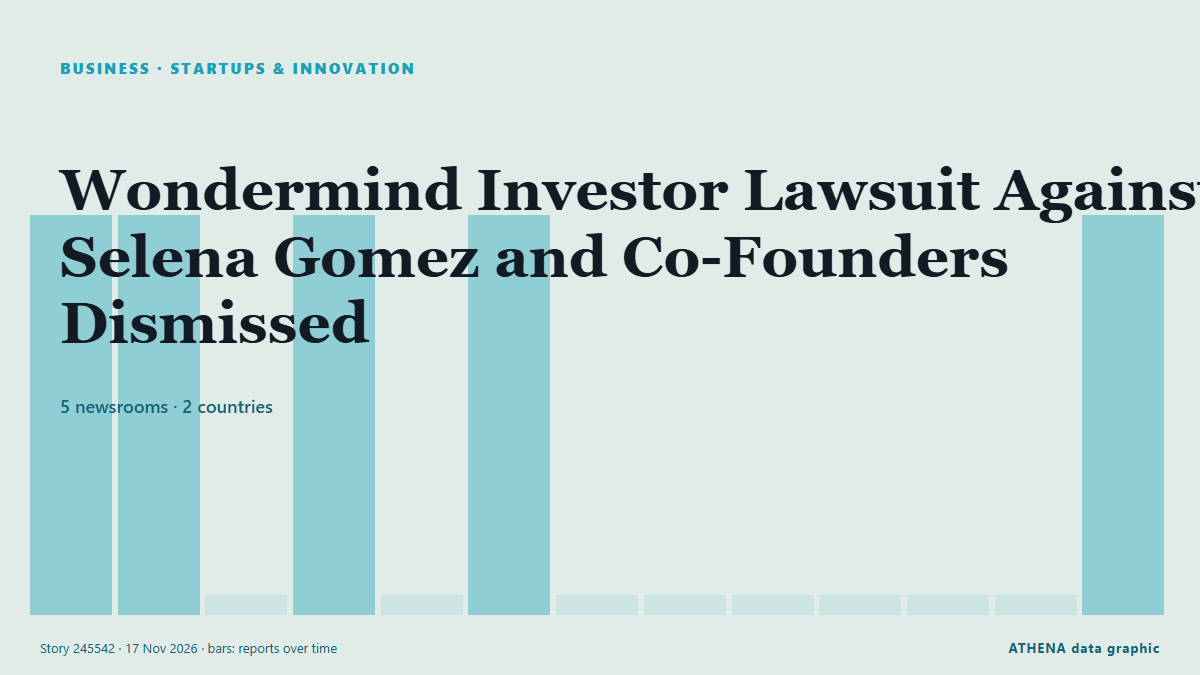 BUSINESS · STARTUPS & INNOVATION
Wondermind Investor Lawsuit Against
Selena Gomez and Co-Founders
Dismissed
5 newsrooms · 2 countries
Story 245542 · 17 Nov 2026 · bars: reports over time
ATHENA data graphic